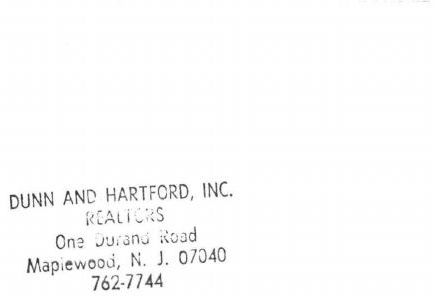 DUNN AND HARTFORD, INC.
REALTORS
One Durand Road
Maplewood, N. J. 07040
762-7744